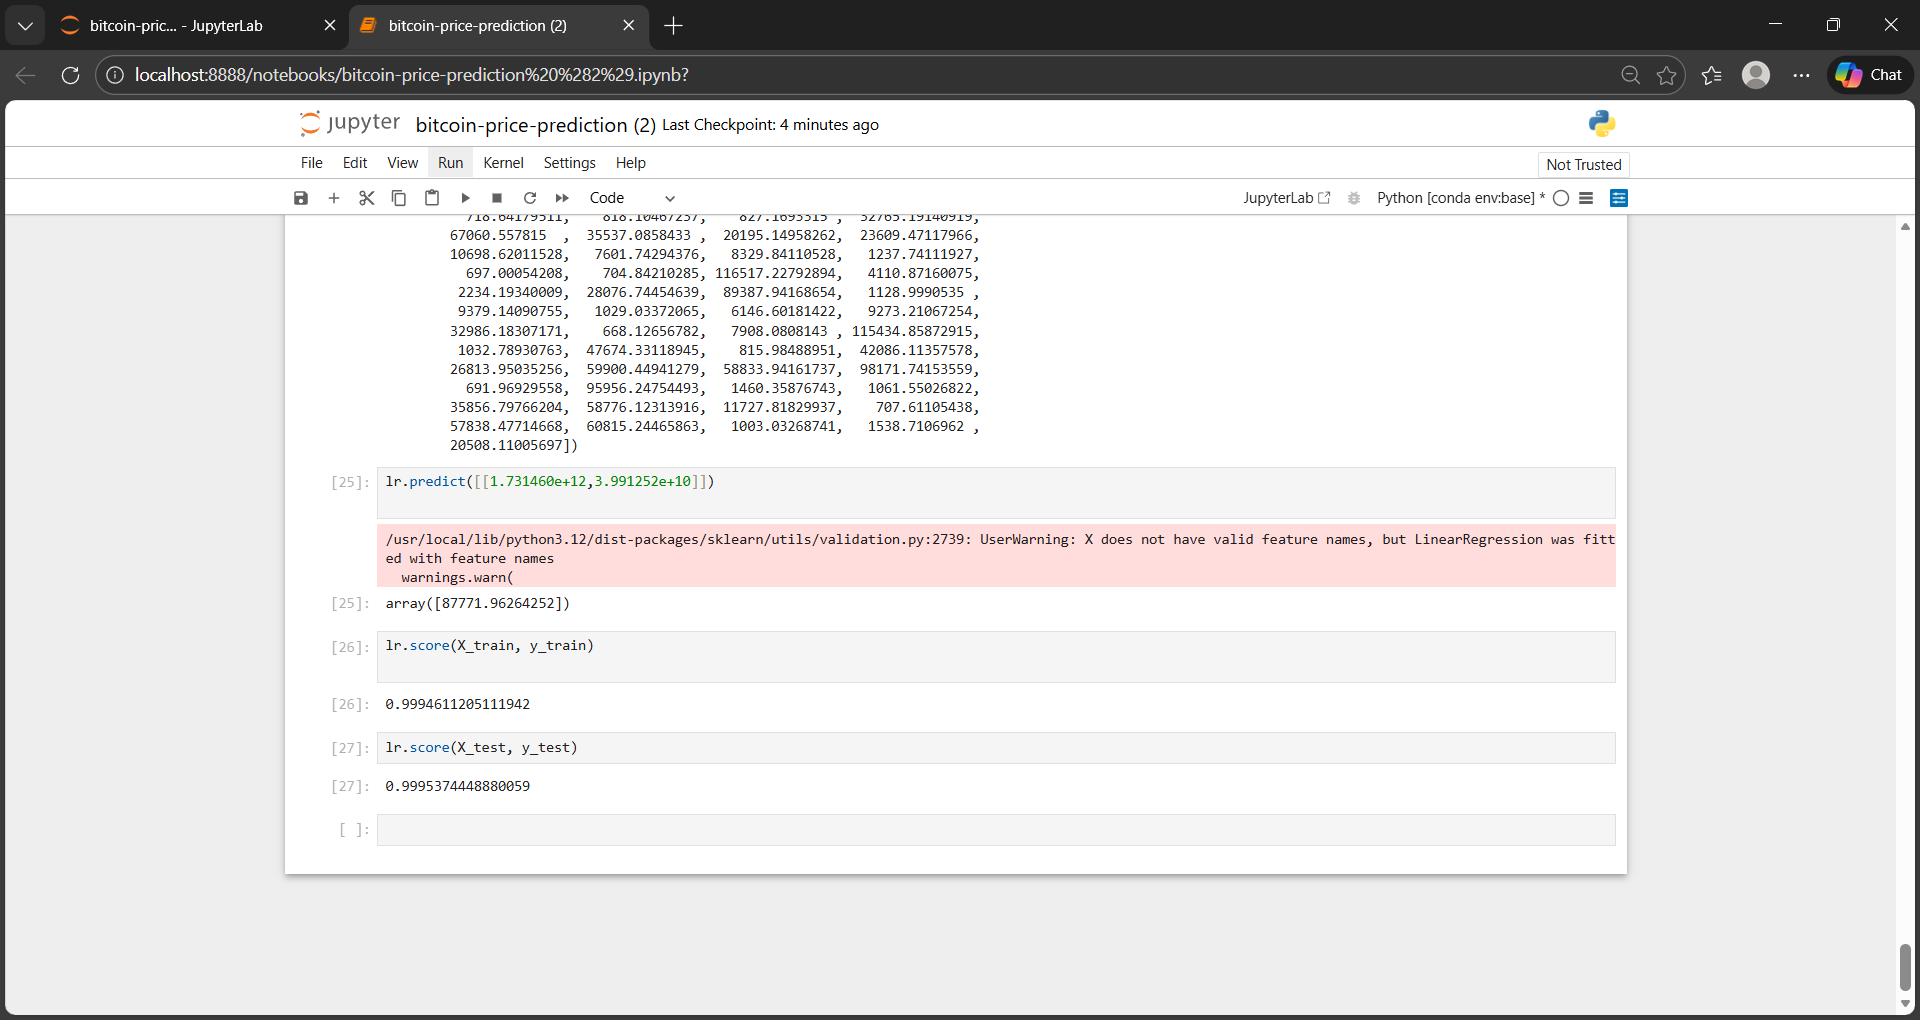 bitcoin-pric... - JupyterLab
bitcoin-price-prediction (2)
localhost:8888/notebooks/bitcoin-price-prediction%20%282%29.ipynb?
Chat
jupyter bitcoin-price-prediction (2) Last Checkpoint: 4 minutes ago
File Edit View Run Kernel Settings Help
Not Trusted
Code
JupyterLab
Python [conda env:base] *
718.64179511, 818.10467237, 827.1695315 , 32765.19140919,
67060.557815 , 35537.0858433 , 20195.14958262, 23609.47117966,
10698.62011528, 7601.74294376, 8329.84110528, 1237.74111927,
697.00054208, 704.84210285, 116517.22792894, 4110.87160075,
2234.19340009, 28076.74454639, 89387.94168654, 1128.9990535 ,
9379.14090755, 1029.03372065, 6146.60181422, 9273.21067254,
32986.18307171, 668.12656782, 7908.0808143 , 115434.85872915,
1032.78930763, 47674.33118945, 815.98488951, 42086.11357578,
26813.95035256, 59900.44941279, 58833.94161737, 98171.74153559,
691.96929558, 95956.24754493, 1460.35876743, 1061.55026822,
35856.79766204, 58776.12313916, 11727.81829937, 707.61105438,
57838.47714668, 60815.24465863, 1003.03268741, 1538.7106962 ,
20508.11005697])
[25]: lr.predict([[1.731460e+12,3.991252e+10]])
/usr/local/lib/python3.12/dist-packages/sklearn/utils/validation.py:2739: UserWarning: X does not have valid feature names, but LinearRegression was fitt
ed with feature names
warnings.warn(
[25]: array([87771.96264252])
[26]: lr.score(X_train, y_train)
[26]: 0.9994611205111942
[27]: lr.score(X_test, y_test)
[27]: 0.9995374448880059
[ ]: